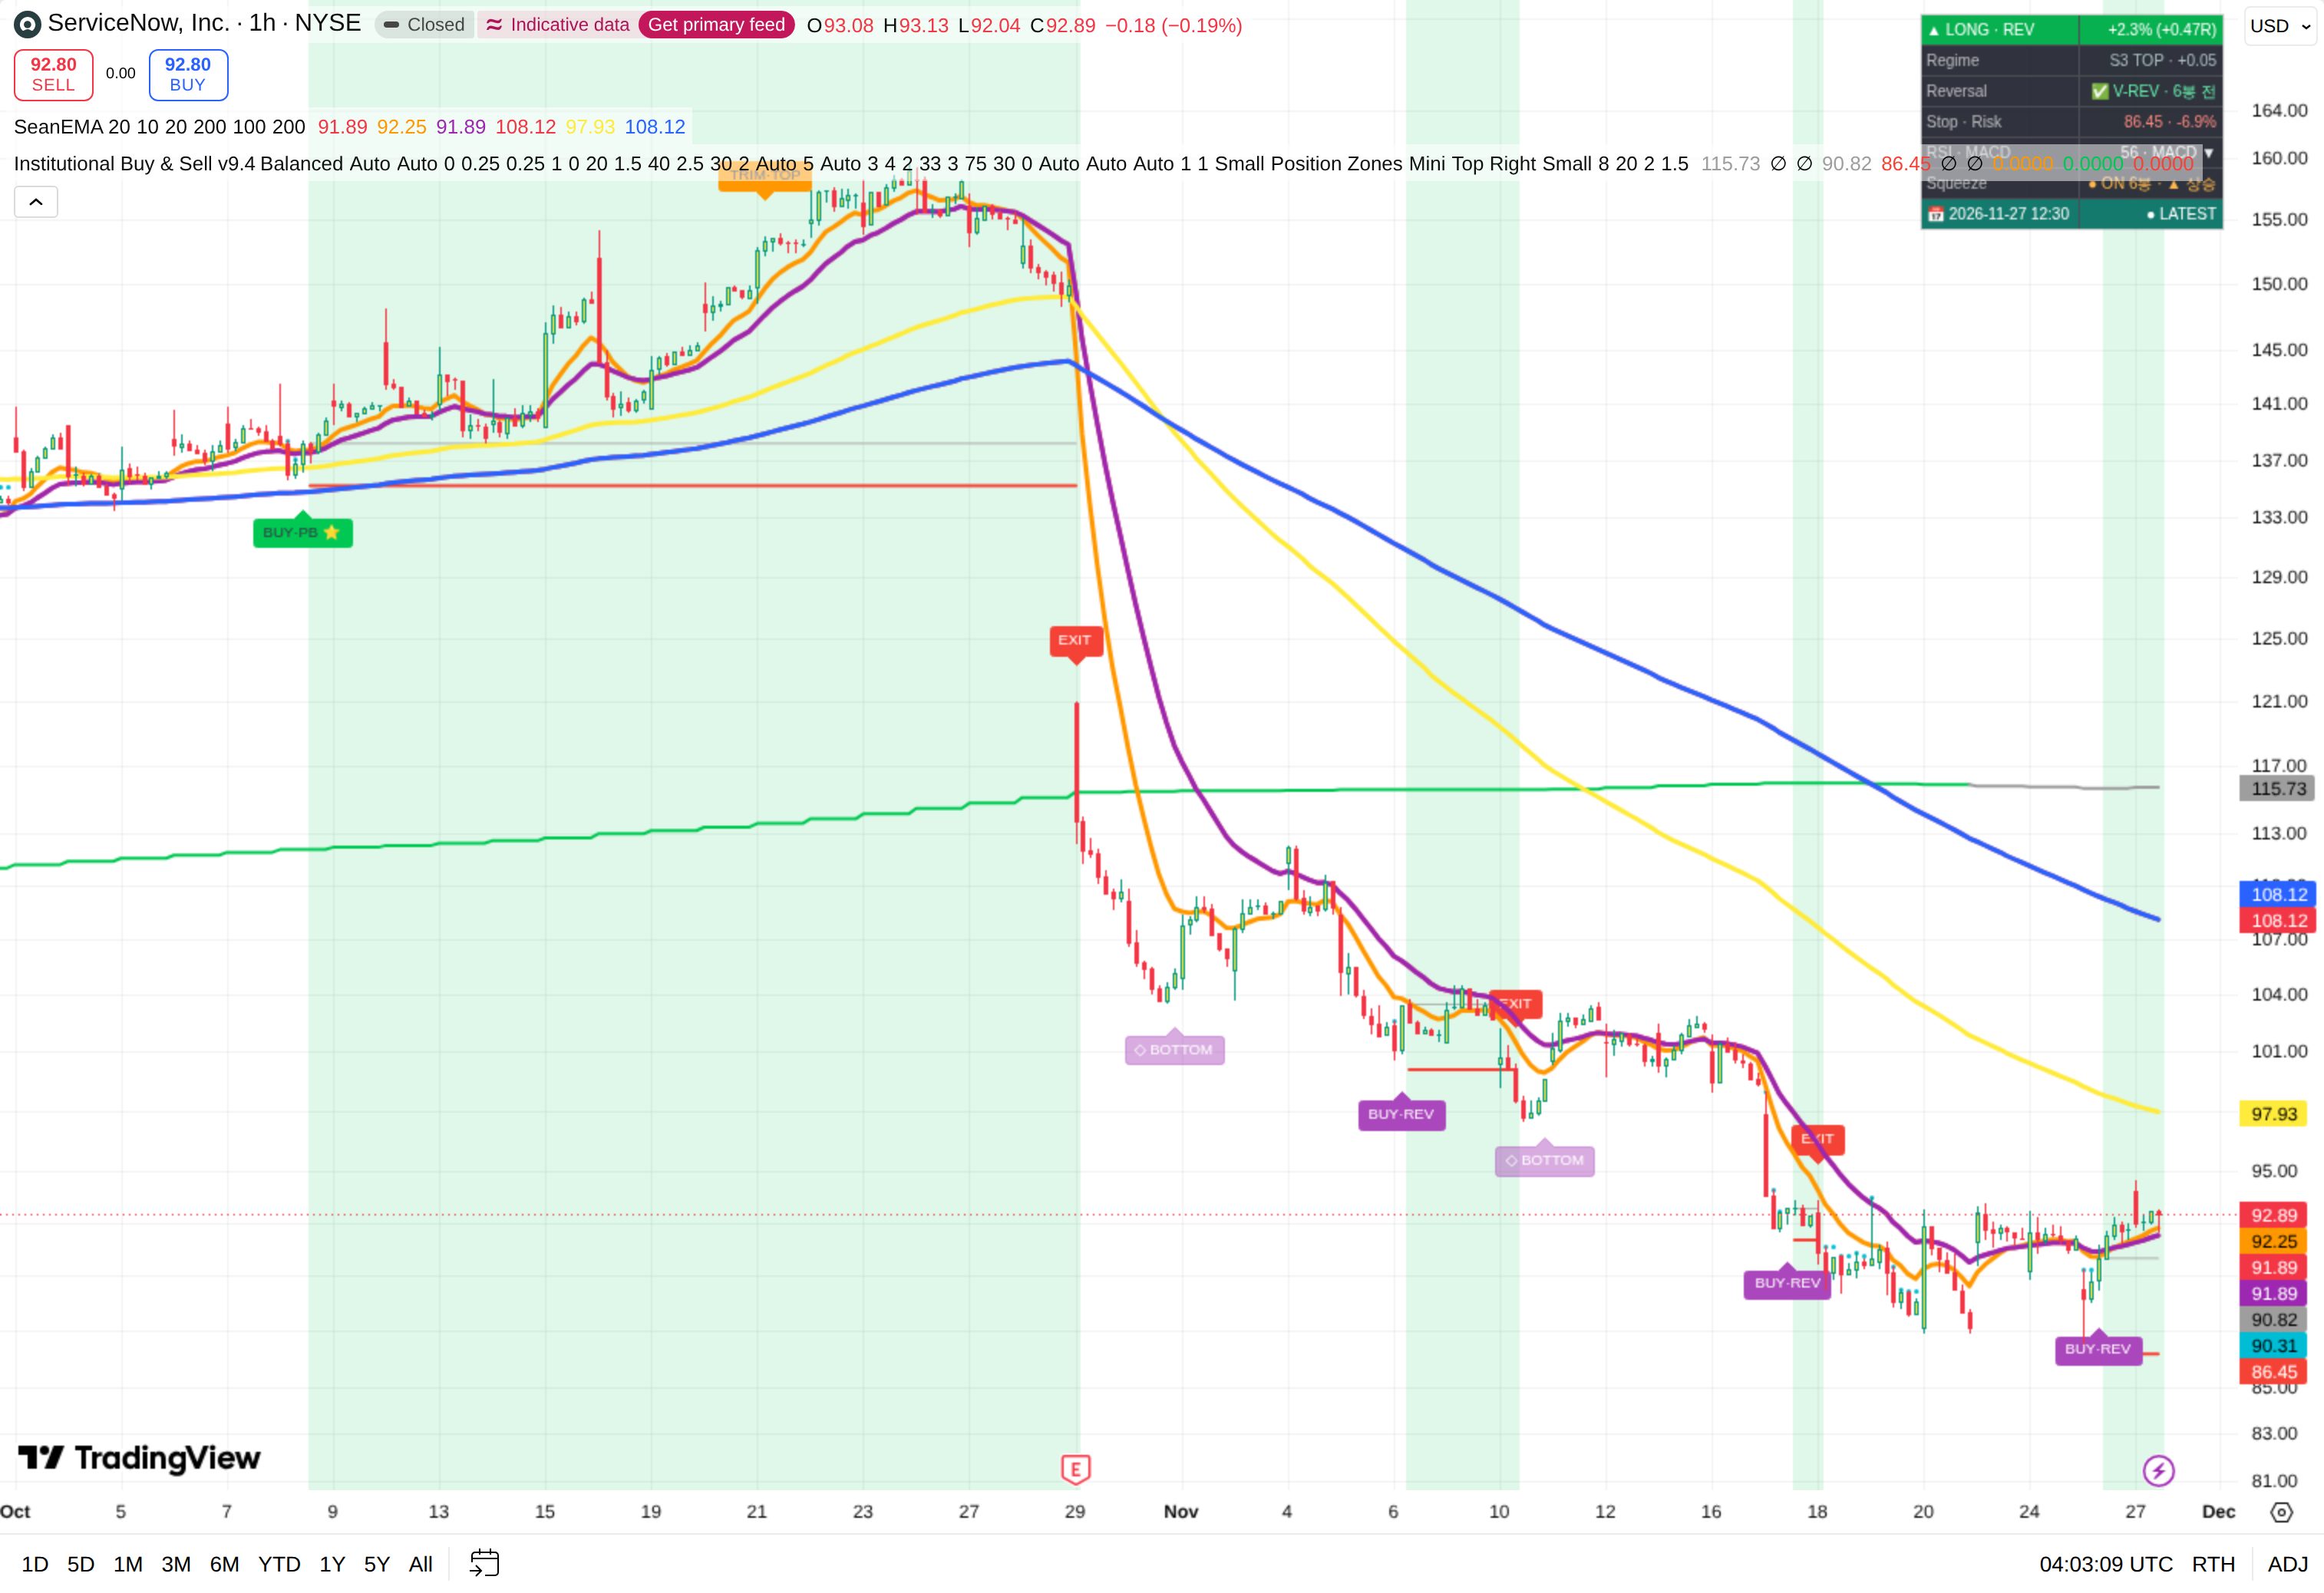 ServiceNow, Inc. · 1h · NYSE Closed Indicative data Get primary feed O93.08 H93.13 L92.04 C92.89 −0.18 (−0.19%)
92.80 SELL 0.00 92.80 BUY
SeanEMA 20 10 20 200 100 200 91.89 92.25 91.89 108.12 97.93 108.12
Institutional Buy & Sell v9.4 Balanced Auto Auto 0 0.25 0.25 1 0 20 1.5 40 2.5 30 2 Auto 5 Auto 3 4 2 33 3 75 30 0 Auto Auto Auto 1 1 Small Position Zones Mini Top Right Small 8 20 2 1.5 115.73 ∅ ∅ 90.82 86.45 ∅ ∅ 0.0000 0.0000 0.0000
▲ LONG · REV +2.3% (+0.47R)
Regime S3 TOP · +0.05
Reversal ✅ V-REV · 6봉 전
Stop · Risk 86.45 · -6.9%
RSI · MACD 56 · MACD ▼
Squeeze ● ON 6봉 · ▲ 상승
📅 2026-11-27 12:30 ● LATEST
USD
164.00
160.00
155.00
150.00
145.00
141.00
137.00
133.00
129.00
125.00
121.00
117.00
115.73
113.00
108.12
108.12
107.00
104.00
101.00
97.93
95.00
92.89
92.25
91.89
91.89
90.82
90.31
86.45
85.00
83.00
81.00
TRIM-TOP
BUY-PB ⭐
EXIT
◇ BOTTOM
BUY-REV
EXIT
◇ BOTTOM
EXIT
BUY-REV
BUY-REV
TradingView
E
Oct 5 7 9 13 15 19 21 23 27 29 Nov 4 6 10 12 16 18 20 24 27 Dec
1D 5D 1M 3M 6M YTD 1Y 5Y All 04:03:09 UTC RTH ADJ